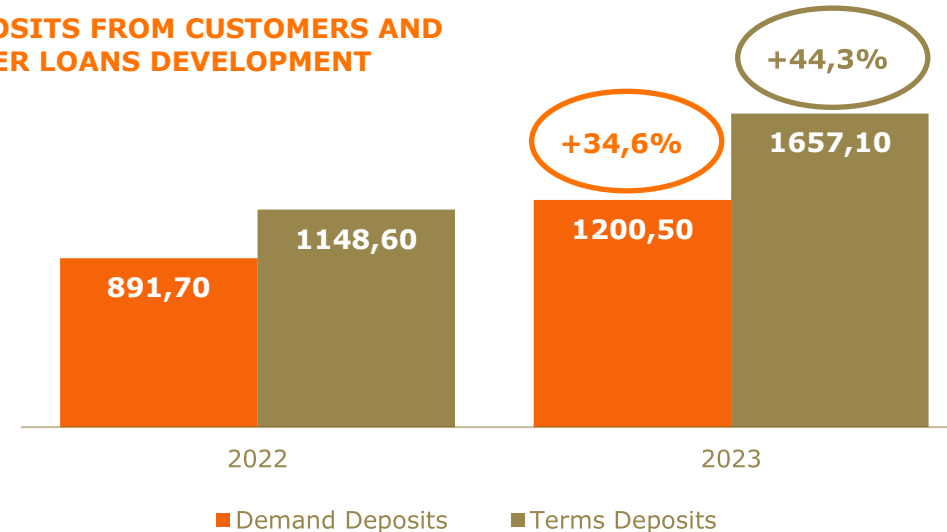 OSITS FROM CUSTOMERS AND
ER LOANS DEVELOPMENT
+44,3%
+34,6%
1657,10
1148,60
1200,50
891,70
2022
2023
Demand Deposits
Terms Deposits